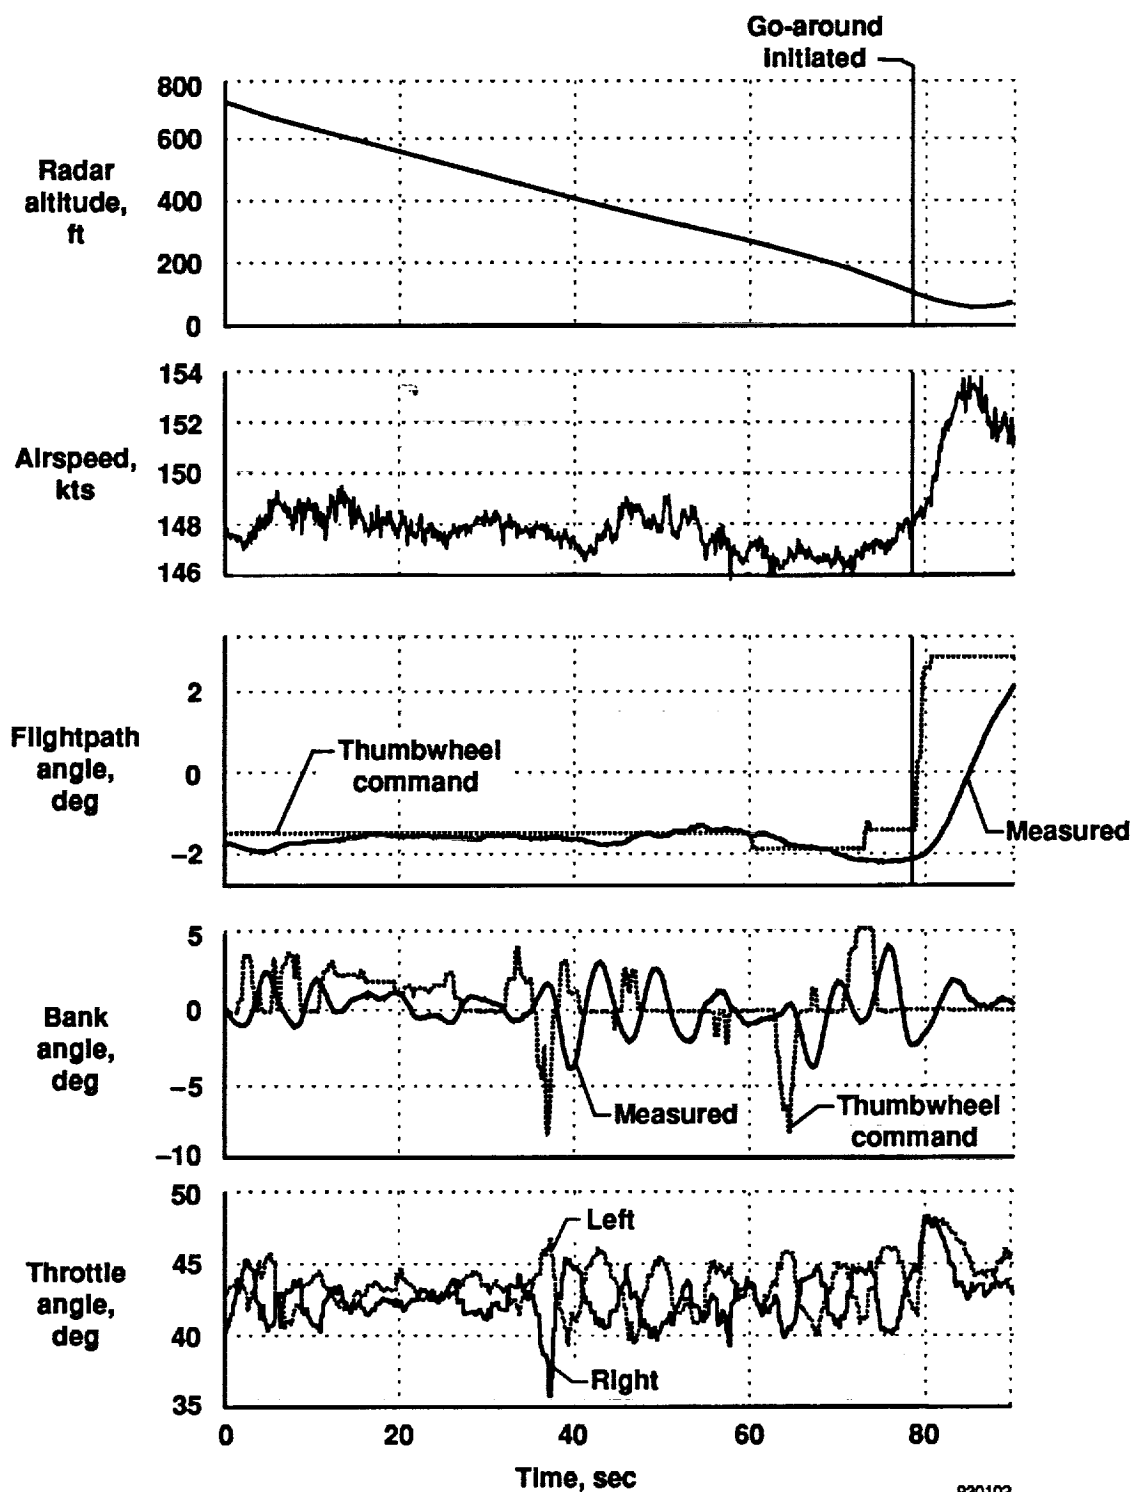 Go-around
initiated
800
600
400
200
0
Radar
altitude,
ft
154
152
150
148
146
Airspeed,
kts
2
0
−2
Flightpath
angle,
deg
Thumbwheel
command
Measured
5
0
−5
−10
Bank
angle,
deg
Measured
Thumbwheel
command
50
45
40
35
Throttle
angle,
deg
Left
Right
0
20
40
60
80
Time, sec